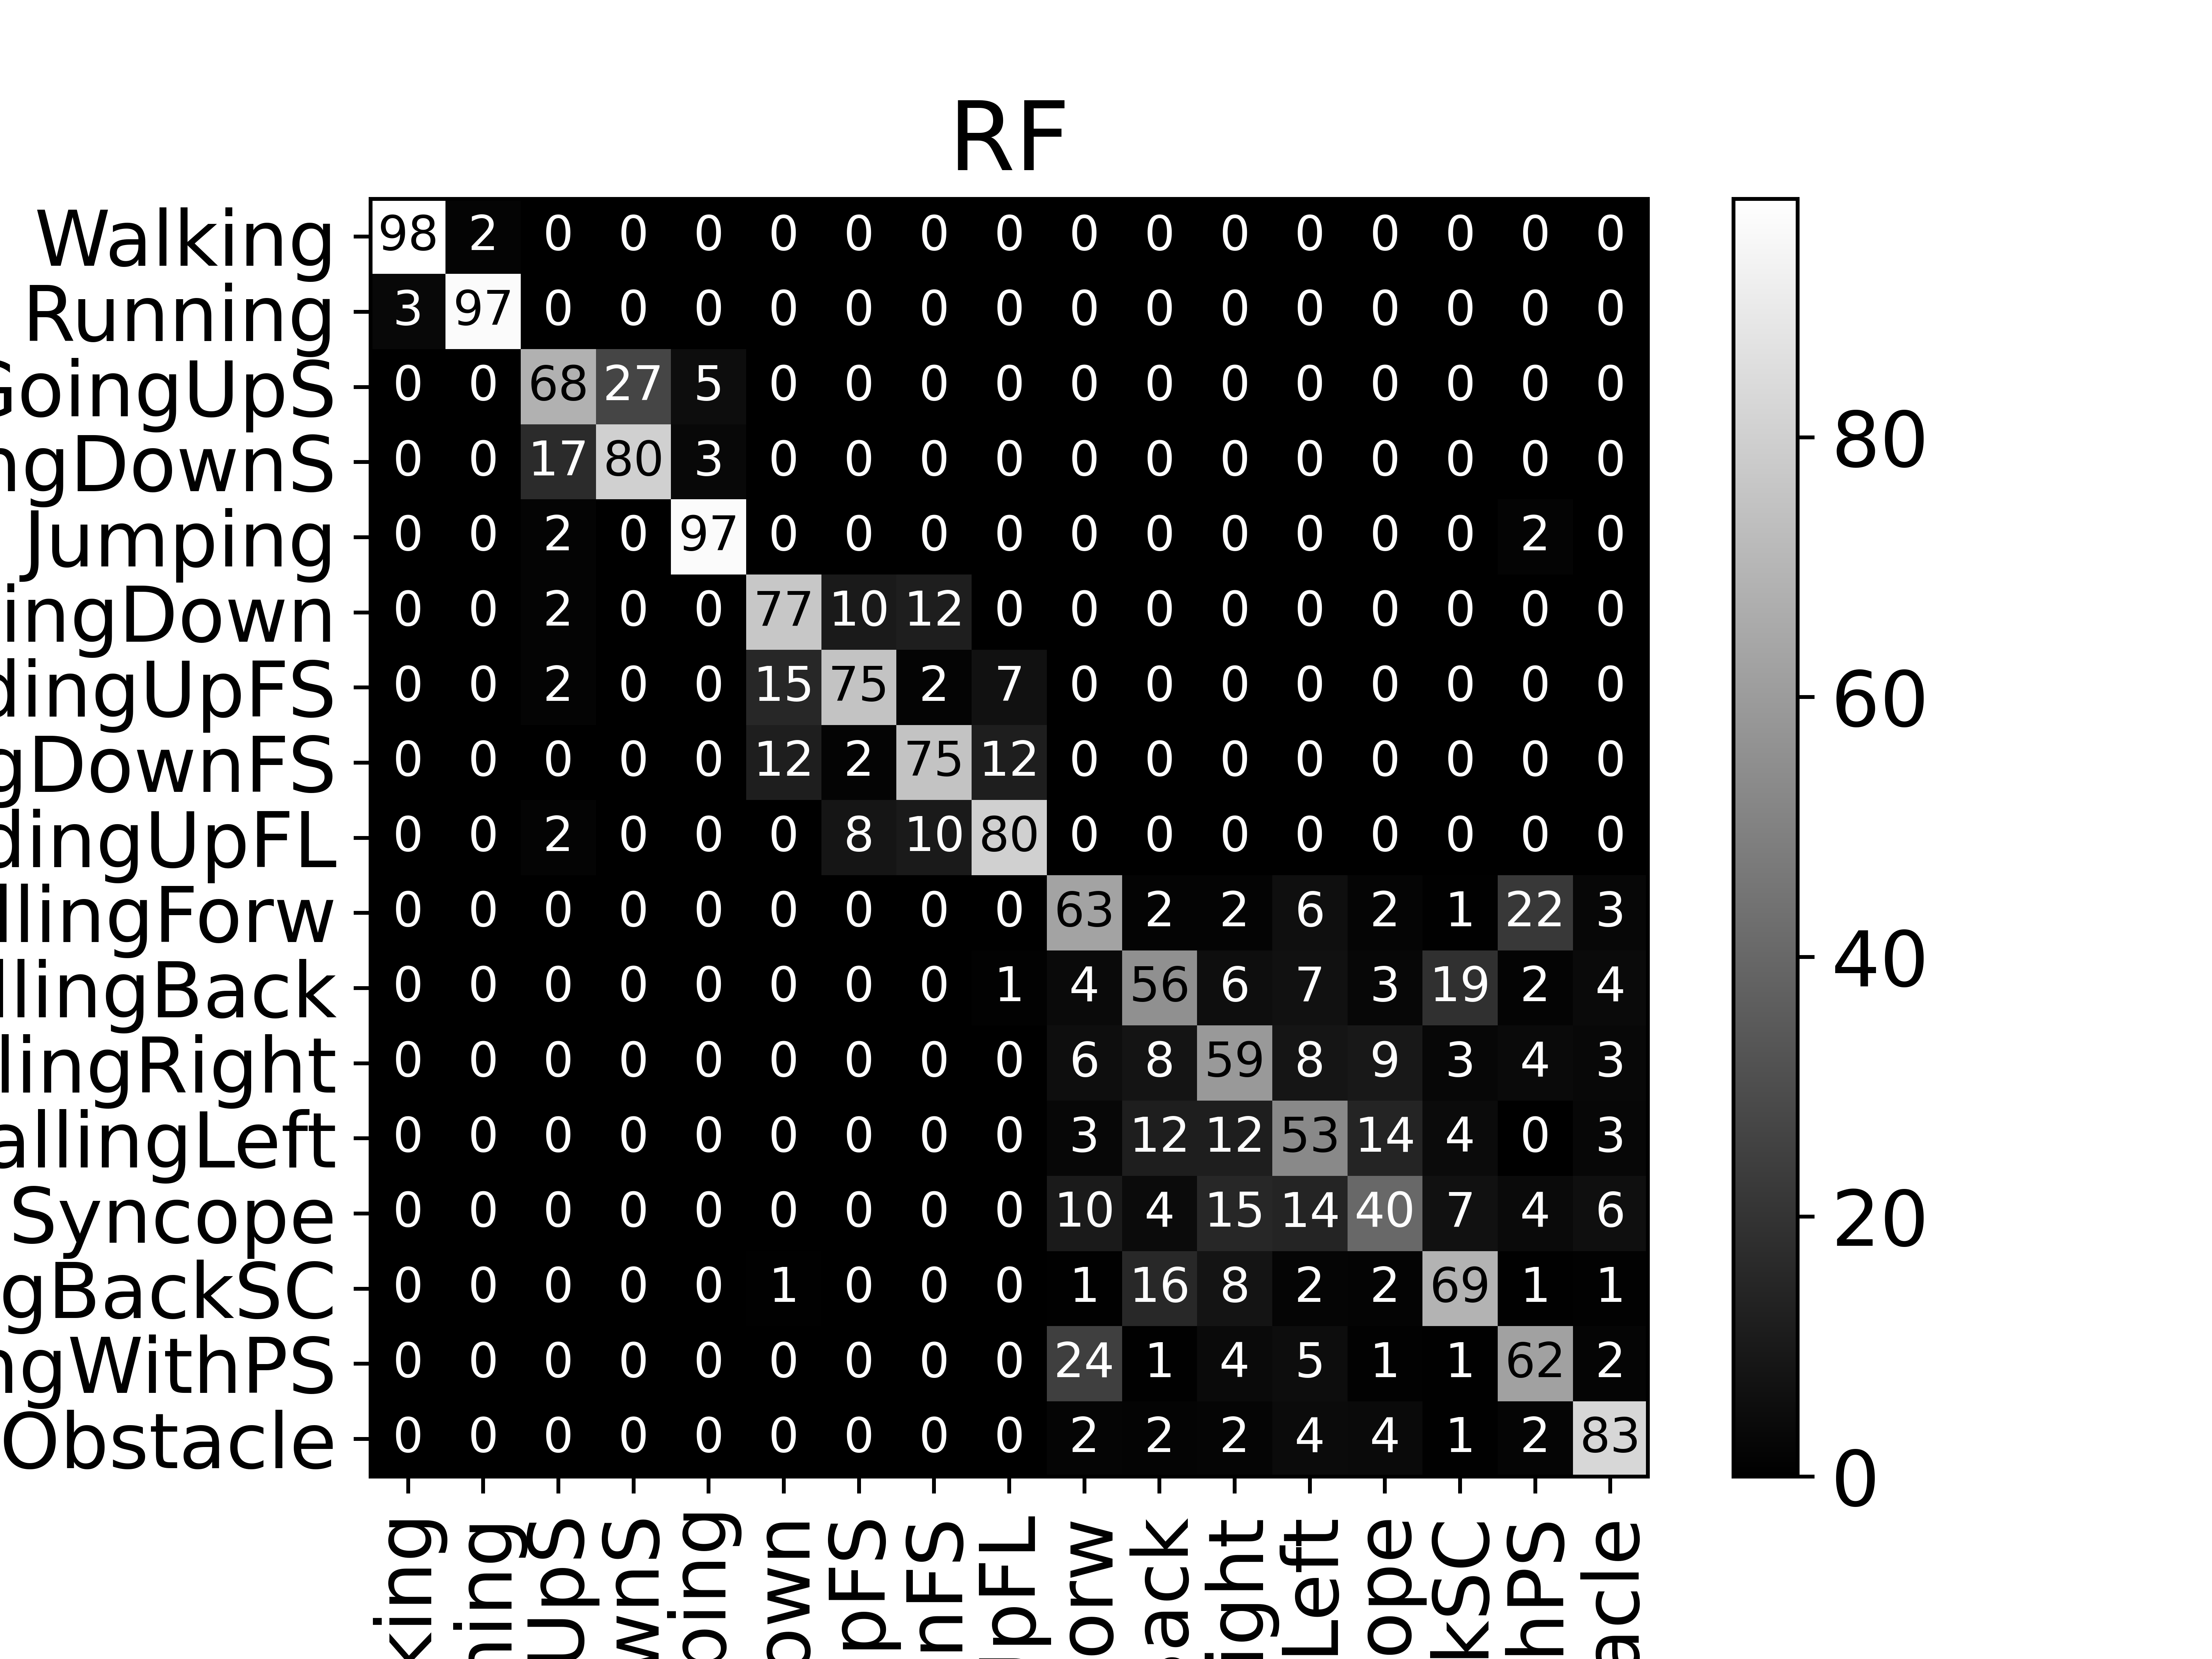 RF
Walking 98 2 0 0 0 0 0 0 0 0 0 0 0 0 0 0 0
Running 3 97 0 0 0 0 0 0 0 0 0 0 0 0 0 0 0
GoingUpS 0 0 68 27 5 0 0 0 0 0 0 0 0 0 0 0 0
ngDownS 0 0 17 80 3 0 0 0 0 0 0 0 0 0 0 0 0
Jumping 0 0 2 0 97 0 0 0 0 0 0 0 0 0 0 2 0
ingDown 0 0 2 0 0 77 10 12 0 0 0 0 0 0 0 0 0
dingUpFS 0 0 2 0 0 15 75 2 7 0 0 0 0 0 0 0 0
gDownFS 0 0 0 0 0 12 2 75 12 0 0 0 0 0 0 0 0
dingUpFL 0 0 2 0 0 0 8 10 80 0 0 0 0 0 0 0 0
llingForw 0 0 0 0 0 0 0 0 0 63 2 2 6 2 1 22 3
llingBack 0 0 0 0 0 0 0 0 1 4 56 6 7 3 19 2 4
lingRight 0 0 0 0 0 0 0 0 0 6 8 59 8 9 3 4 3
allingLeft 0 0 0 0 0 0 0 0 0 3 12 12 53 14 4 0 3
Syncope 0 0 0 0 0 0 0 0 0 10 4 15 14 40 7 4 6
gBackSC 0 0 0 0 0 1 0 0 0 1 16 8 2 2 69 1 1
ngWithPS 0 0 0 0 0 0 0 0 0 24 1 4 5 1 1 62 2
Obstacle 0 0 0 0 0 0 0 0 0 2 2 2 4 4 1 2 83
king
ning
UpS
wnS
ping
own
pFS
nFS
UpFL
orw
ack
ight
Left
ope
kSC
hPS
acle
80
60
40
20
0